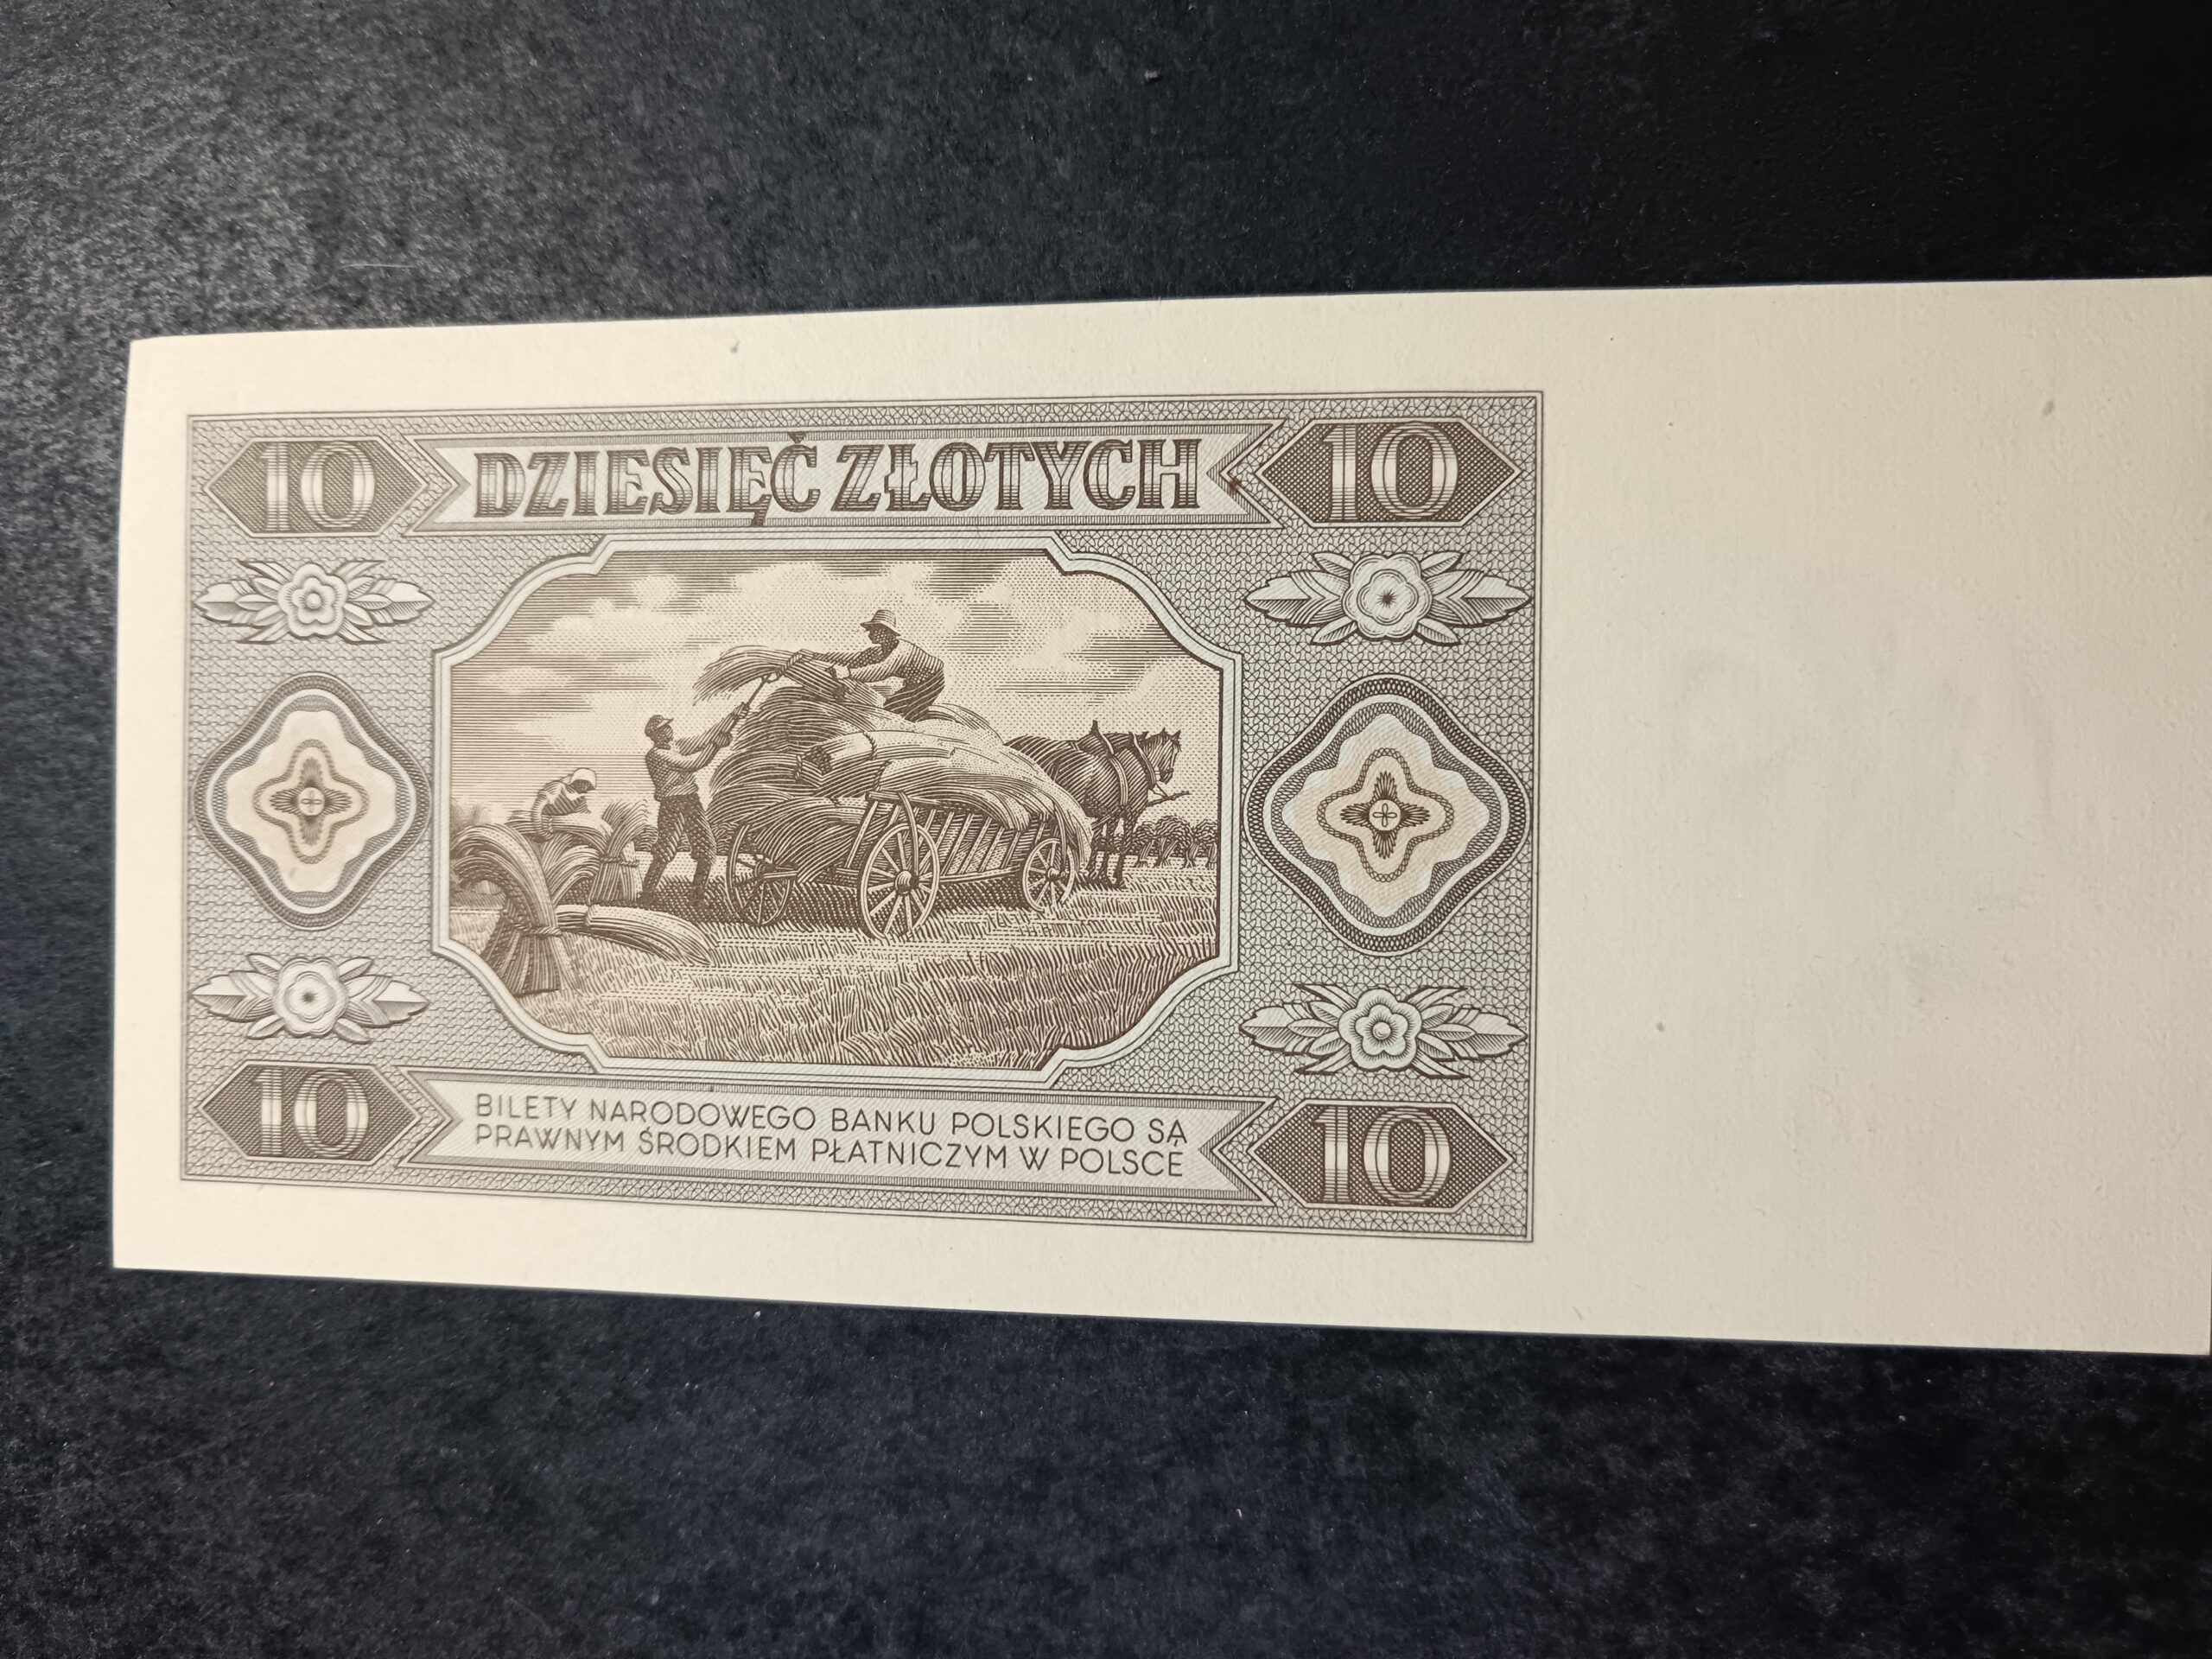 10 DZIESIĘĆ ZŁOTYCH 10
10 BILETY NARODOWEGO BANKU POLSKIEGO SĄ 10
PRAWNYM ŚRODKIEM PŁATNICZYM W POLSCE